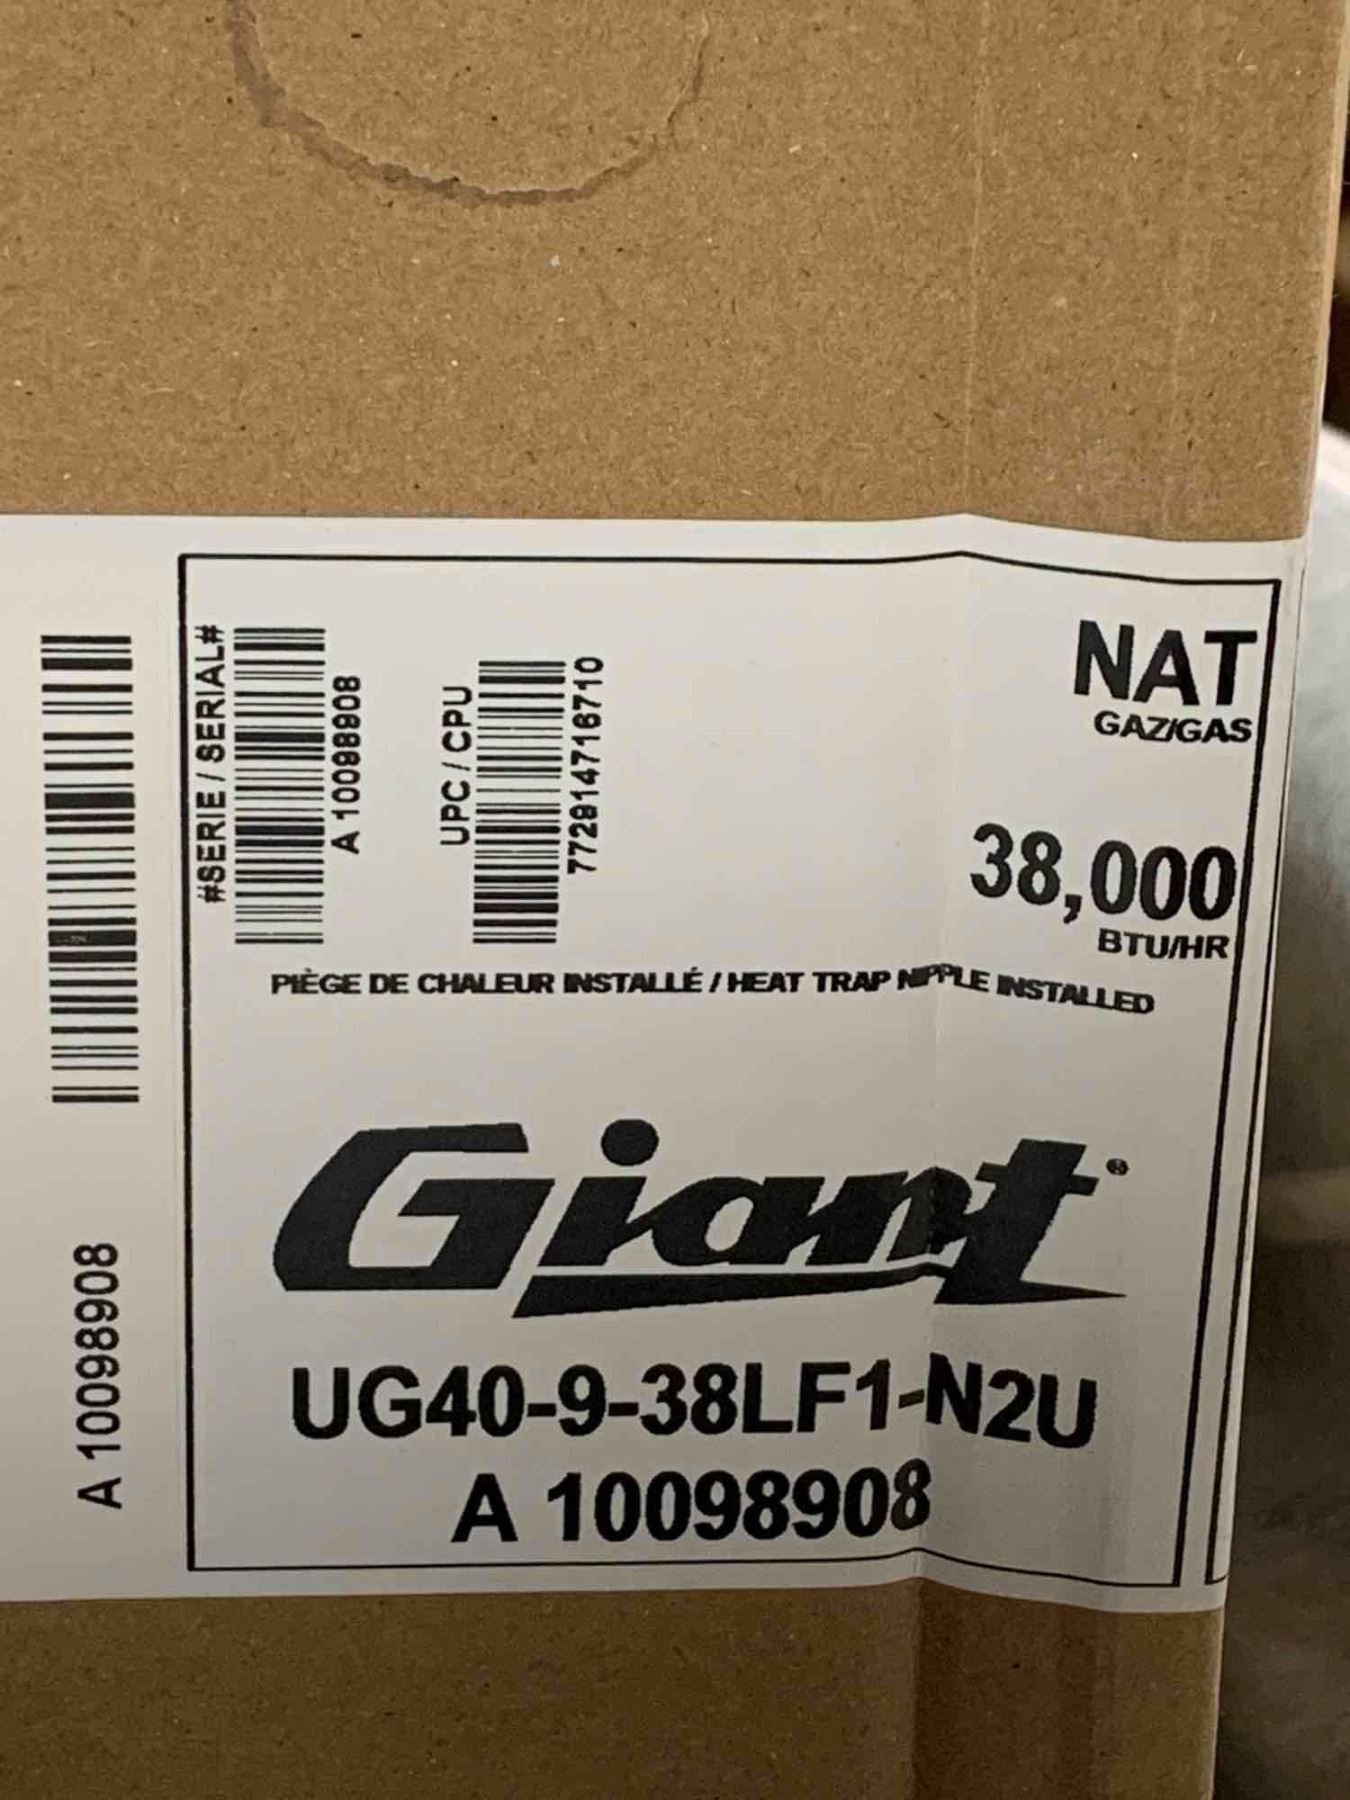 #SERIE / SERIAL#
A 10098908
UPC / CPU
772814716710
NAT
GAZ/GAS
38,000
BTU/HR
PIÈGE DE CHALEUR INSTALLÉ / HEAT TRAP NIPPLE INSTALLED
Giant®
UG40-9-38LF1-N2U
A 10098908
A 10098908